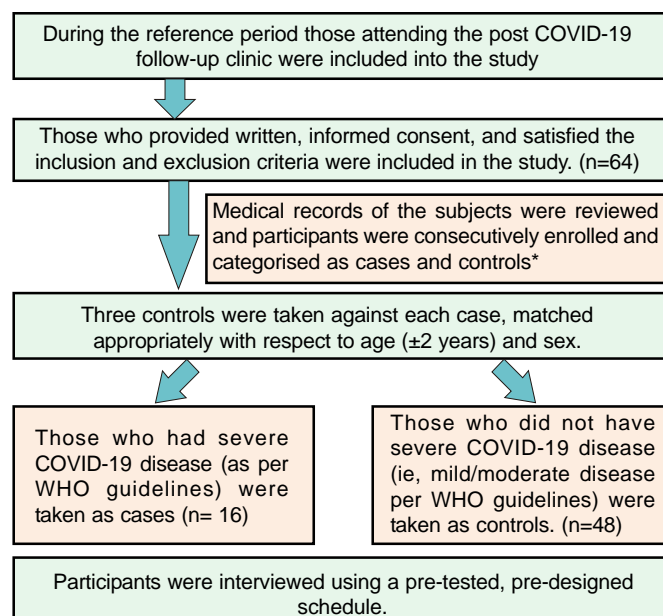 During the reference period those attending the post COVID-19
follow-up clinic were included into the study
Those who provided written, informed consent, and satisfied the
inclusion and exclusion criteria were included in the study. (n=64)
Medical records of the subjects were reviewed
and participants were consecutively enrolled and
categorised as cases and controls*
Three controls were taken against each case, matched
appropriately with respect to age (±2 years) and sex.
Those who had severe
COVID-19 disease (as per
WHO guidelines) were
taken as cases (n= 16)
Those who did not have
severe COVID-19 disease
(ie, mild/moderate disease
per WHO guidelines) were
taken as controls. (n=48)
Participants were interviewed using a pre-tested, pre-designed
schedule.